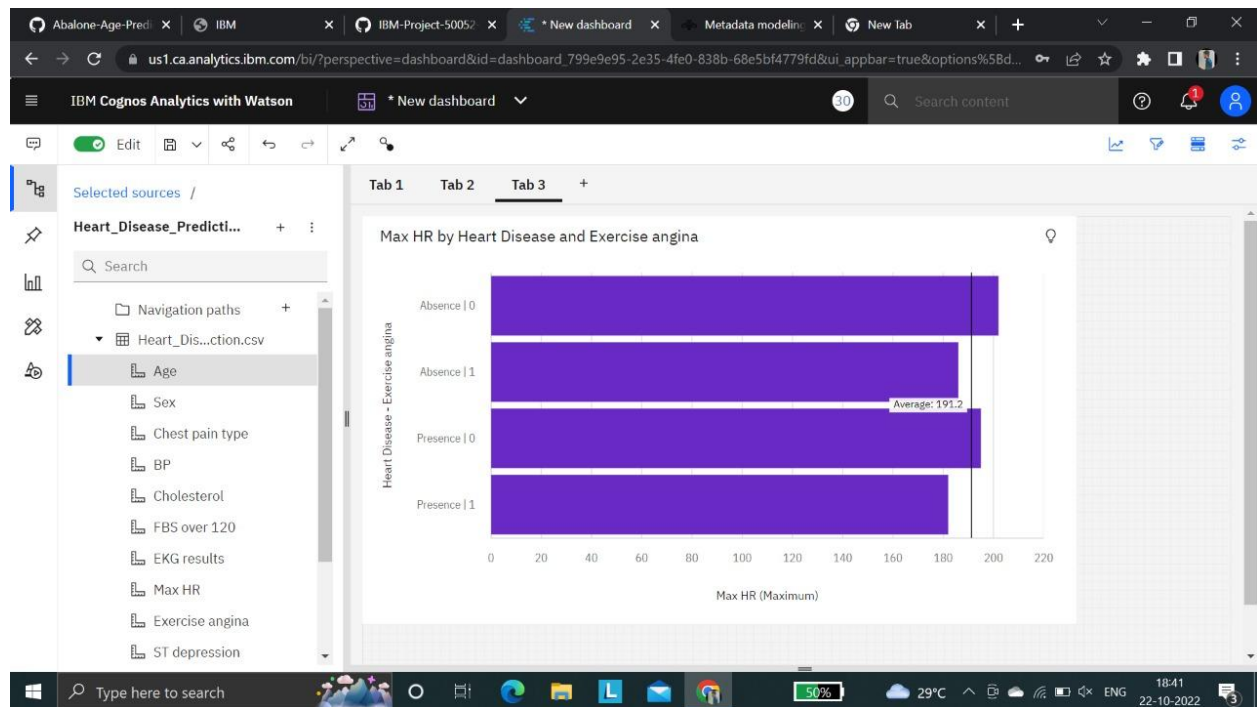 Abalone-Age-Predi
IBM
IBM-Project-50052
* New dashboard
Metadata modeling
New Tab
us1.ca.analytics.ibm.com/bi/?perspective=dashboard&id=dashboard_799e9e95-2e35-4fe0-838b-68e5bf4779fd&ui_appbar=true&options%5Bd...
IBM Cognos Analytics with Watson
* New dashboard
30
Search content
1
Edit
Selected sources /
Tab 1
Tab 2
Tab 3
+
Heart_Disease_Predicti...
+
Search
Navigation paths
+
Heart_Dis...ction.csv
Age
Sex
Chest pain type
BP
Cholesterol
FBS over 120
EKG results
Max HR
Exercise angina
ST depression
Max HR by Heart Disease and Exercise angina
Heart Disease - Exercise angina
Absence | 0
Absence | 1
Average: 191.2
Presence | 0
Presence | 1
0 20 40 60 80 100 120 140 160 180 200 220
Max HR (Maximum)
Type here to search
L
50%
29°C
ENG
18:41
22-10-2022
3